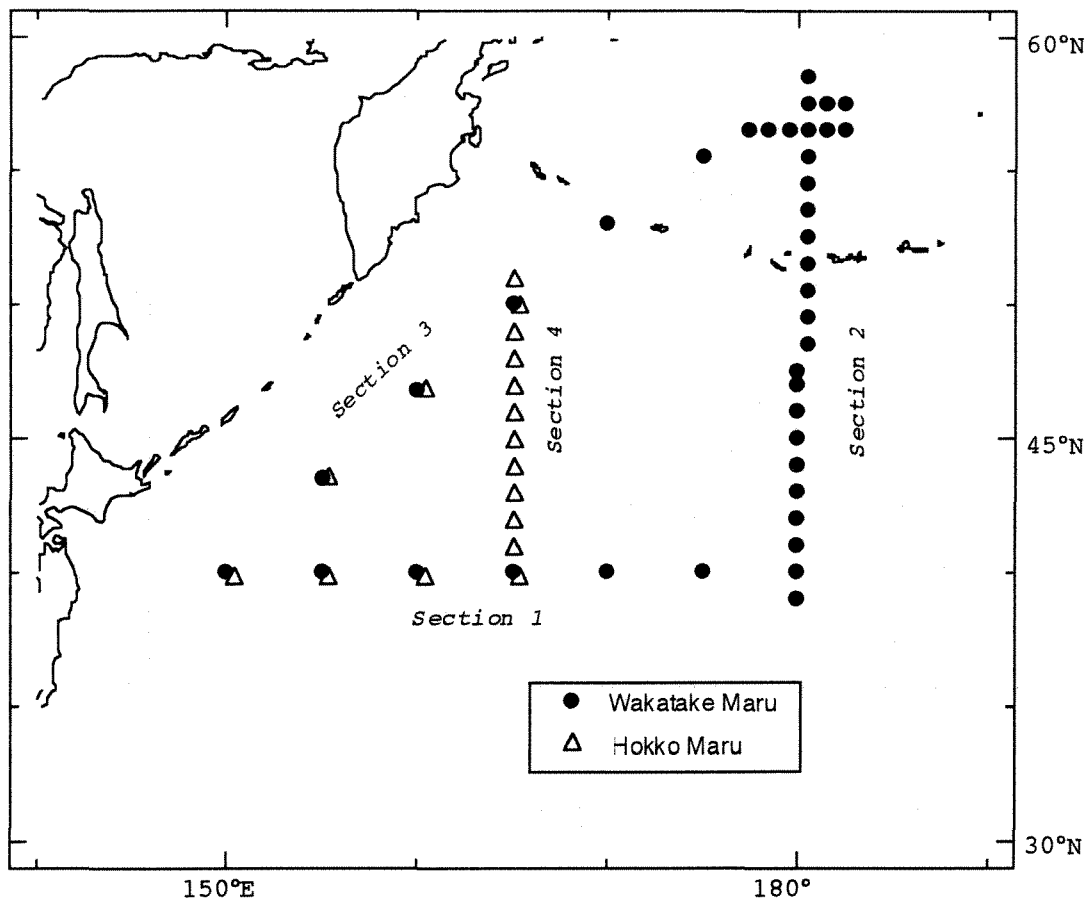 60°N
Section 3
Section 4
Section 2
45°N
Section 1
Wakatake Maru
Hokko Maru
30°N
150°E
180°